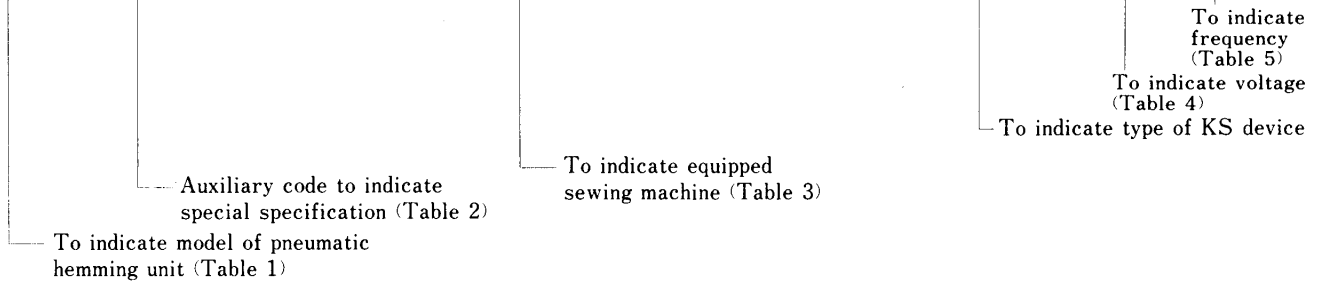 To indicate
frequency
(Table 5)
To indicate voltage
(Table 4)
To indicate type of KS device
To indicate equipped
sewing machine (Table 3)
Auxiliary code to indicate
special specification (Table 2)
To indicate model of pneumatic
hemming unit (Table 1)